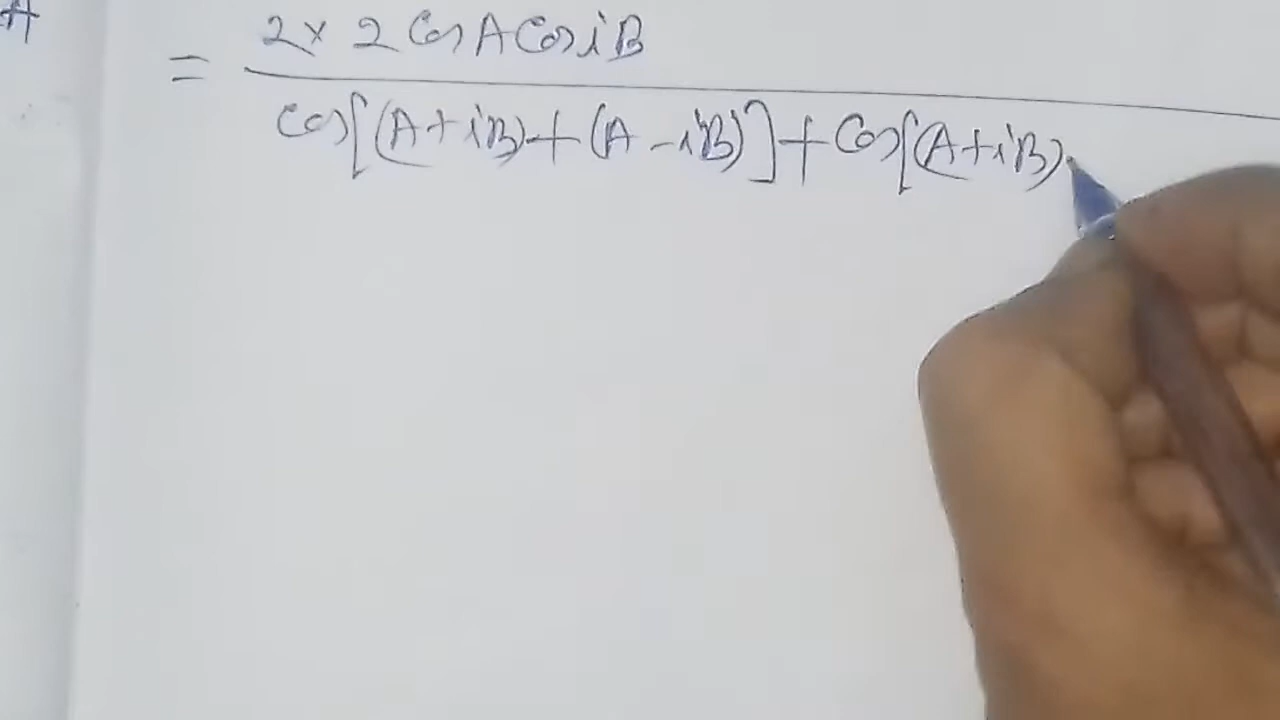 A
2 × 2 Cos A Cos iB
=
Cos[(A+iB)+(A-iB)]+Cos[(A+iB)